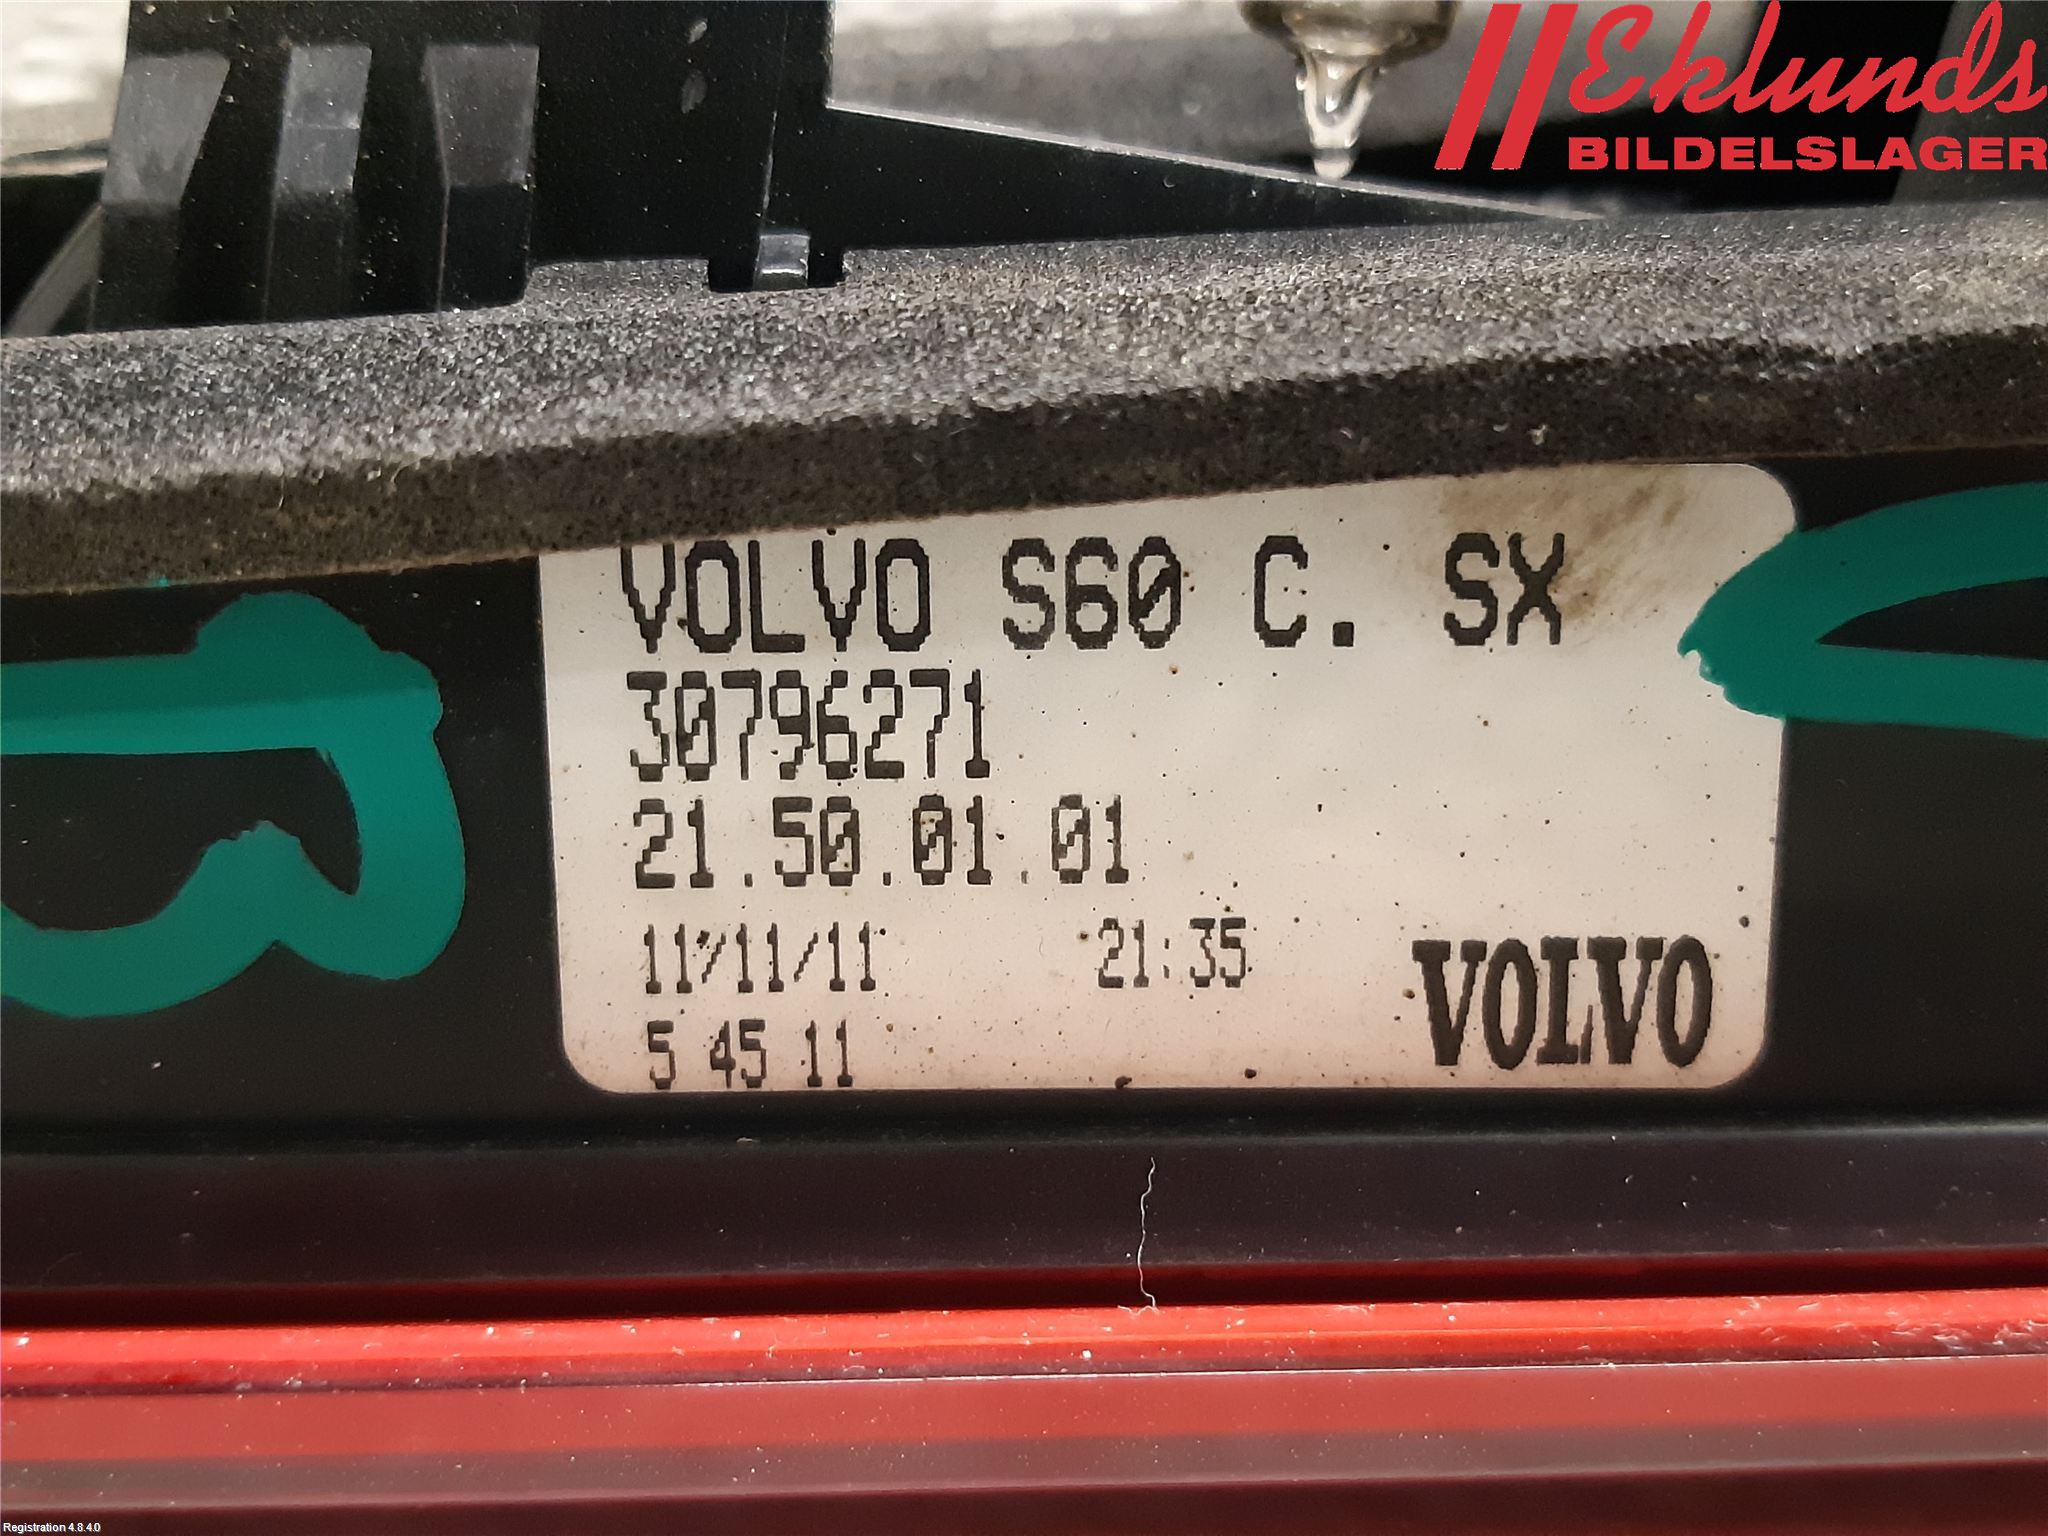 Eklunds
BILDELSLAGER
VOLVO S60 C. SX
30796271
21.50.01.01
11/11/11 21:35
VOLVO
5 45 11
Registration 4.8.4.0